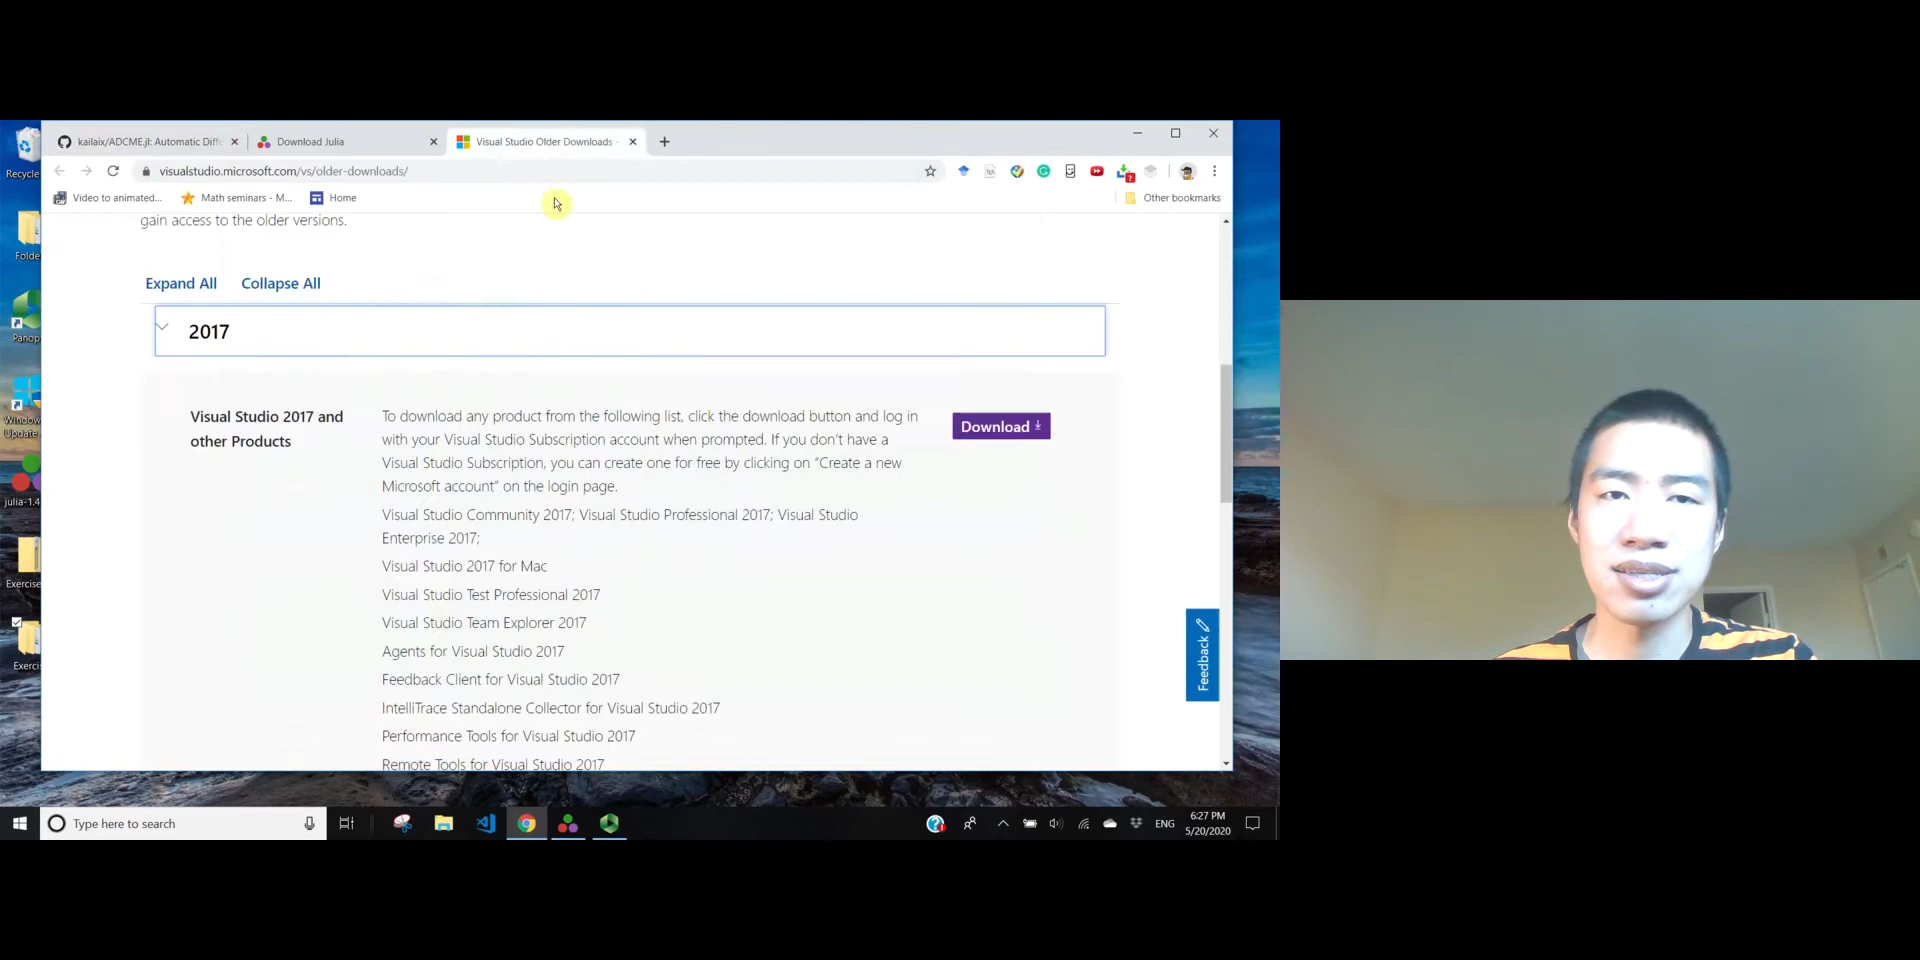 Recycle
Folde
Panop
Window
Update
julia-1.4
Exercise
Exerci
kailaix/ADCME.jl: Automatic Diffe
Download Julia
Visual Studio Older Downloads -
visualstudio.microsoft.com/vs/older-downloads/
Video to animated...
Math seminars - M...
Home
Other bookmarks
gain access to the older versions.
Expand All
Collapse All
2017
Visual Studio 2017 and
other Products
To download any product from the following list, click the download button and log in
with your Visual Studio Subscription account when prompted. If you don't have a
Visual Studio Subscription, you can create one for free by clicking on "Create a new
Microsoft account" on the login page.
Visual Studio Community 2017; Visual Studio Professional 2017; Visual Studio
Enterprise 2017;
Visual Studio 2017 for Mac
Visual Studio Test Professional 2017
Visual Studio Team Explorer 2017
Agents for Visual Studio 2017
Feedback Client for Visual Studio 2017
IntelliTrace Standalone Collector for Visual Studio 2017
Performance Tools for Visual Studio 2017
Remote Tools for Visual Studio 2017
Download
Feedback
Type here to search
ENG
6:27 PM
5/20/2020